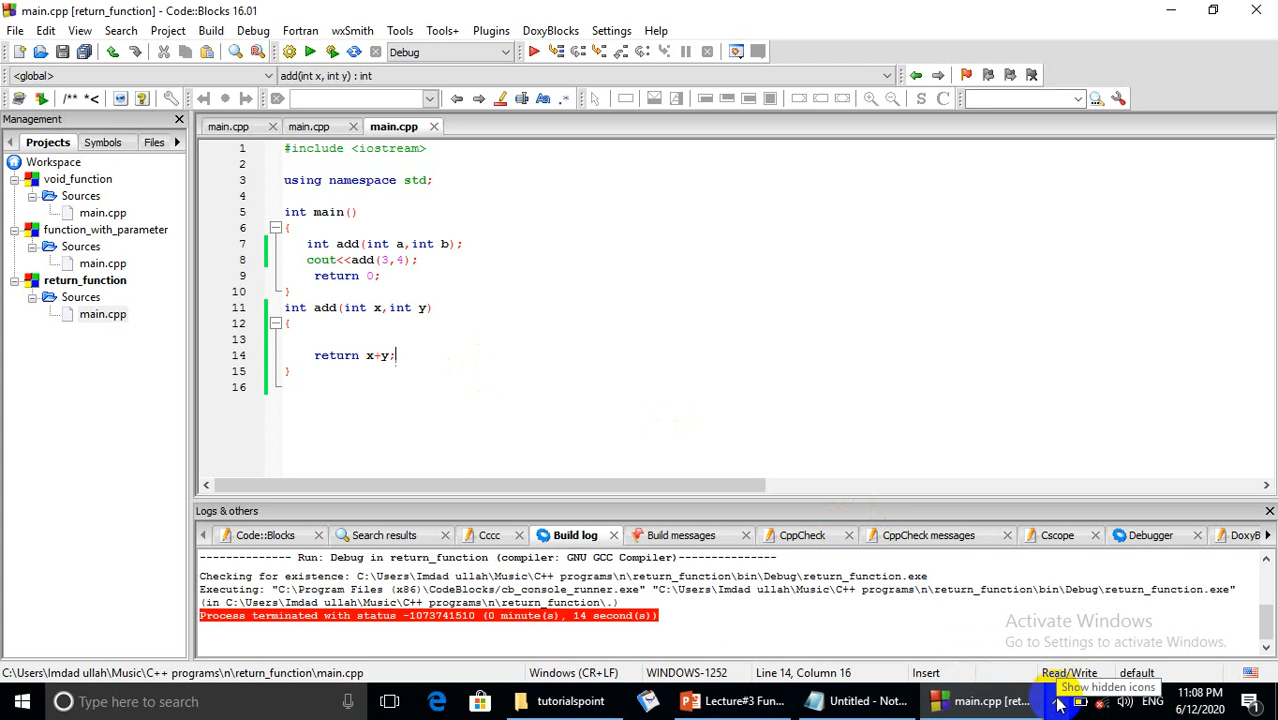 main.cpp [return_function] - Code::Blocks 16.01
File Edit View Search Project Build Debug Fortran wxSmith Tools Tools+ Plugins DoxyBlocks Settings Help
Debug
<global> add(int x, int y) : int
/** *< S C
Management
Projects Symbols Files
main.cpp main.cpp main.cpp
Workspace
void_function
Sources
main.cpp
function_with_parameter
Sources
main.cpp
return_function
Sources
main.cpp
1 #include <iostream>
2
3 using namespace std;
4
5 int main()
6 {
7 int add(int a,int b);
8 cout<<add(3,4);
9 return 0;
10 }
11 int add(int x,int y)
12 {
13
14 return x+y;
15 }
16
Logs & others
Code::Blocks Search results Cccc Build log Build messages CppCheck CppCheck messages Cscope Debugger DoxyB
-------------- Run: Debug in return_function (compiler: GNU GCC Compiler)---------------
Checking for existence: C:\Users\Imdad ullah\Music\C++ programs\n\return_function\bin\Debug\return_function.exe
Executing: "C:\Program Files (x86)\CodeBlocks/cb_console_runner.exe" "C:\Users\Imdad ullah\Music\C++ programs\n\return_function\bin\Debug\return_function.exe"
(in C:\Users\Imdad ullah\Music\C++ programs\n\return_function\.)
Process terminated with status -1073741510 (0 minute(s), 14 second(s))
Activate Windows
Go to Settings to activate Windows.
C:\Users\Imdad ullah\Music\C++ programs\n\return_function\main.cpp Windows (CR+LF) WINDOWS-1252 Line 14, Column 16 Insert Read/Write default
Show hidden icons
Type here to search
tutorialspoint
Lecture#3 Fun...
Untitled - Not...
main.cpp [ret...
ENG
11:08 PM
6/12/2020
1